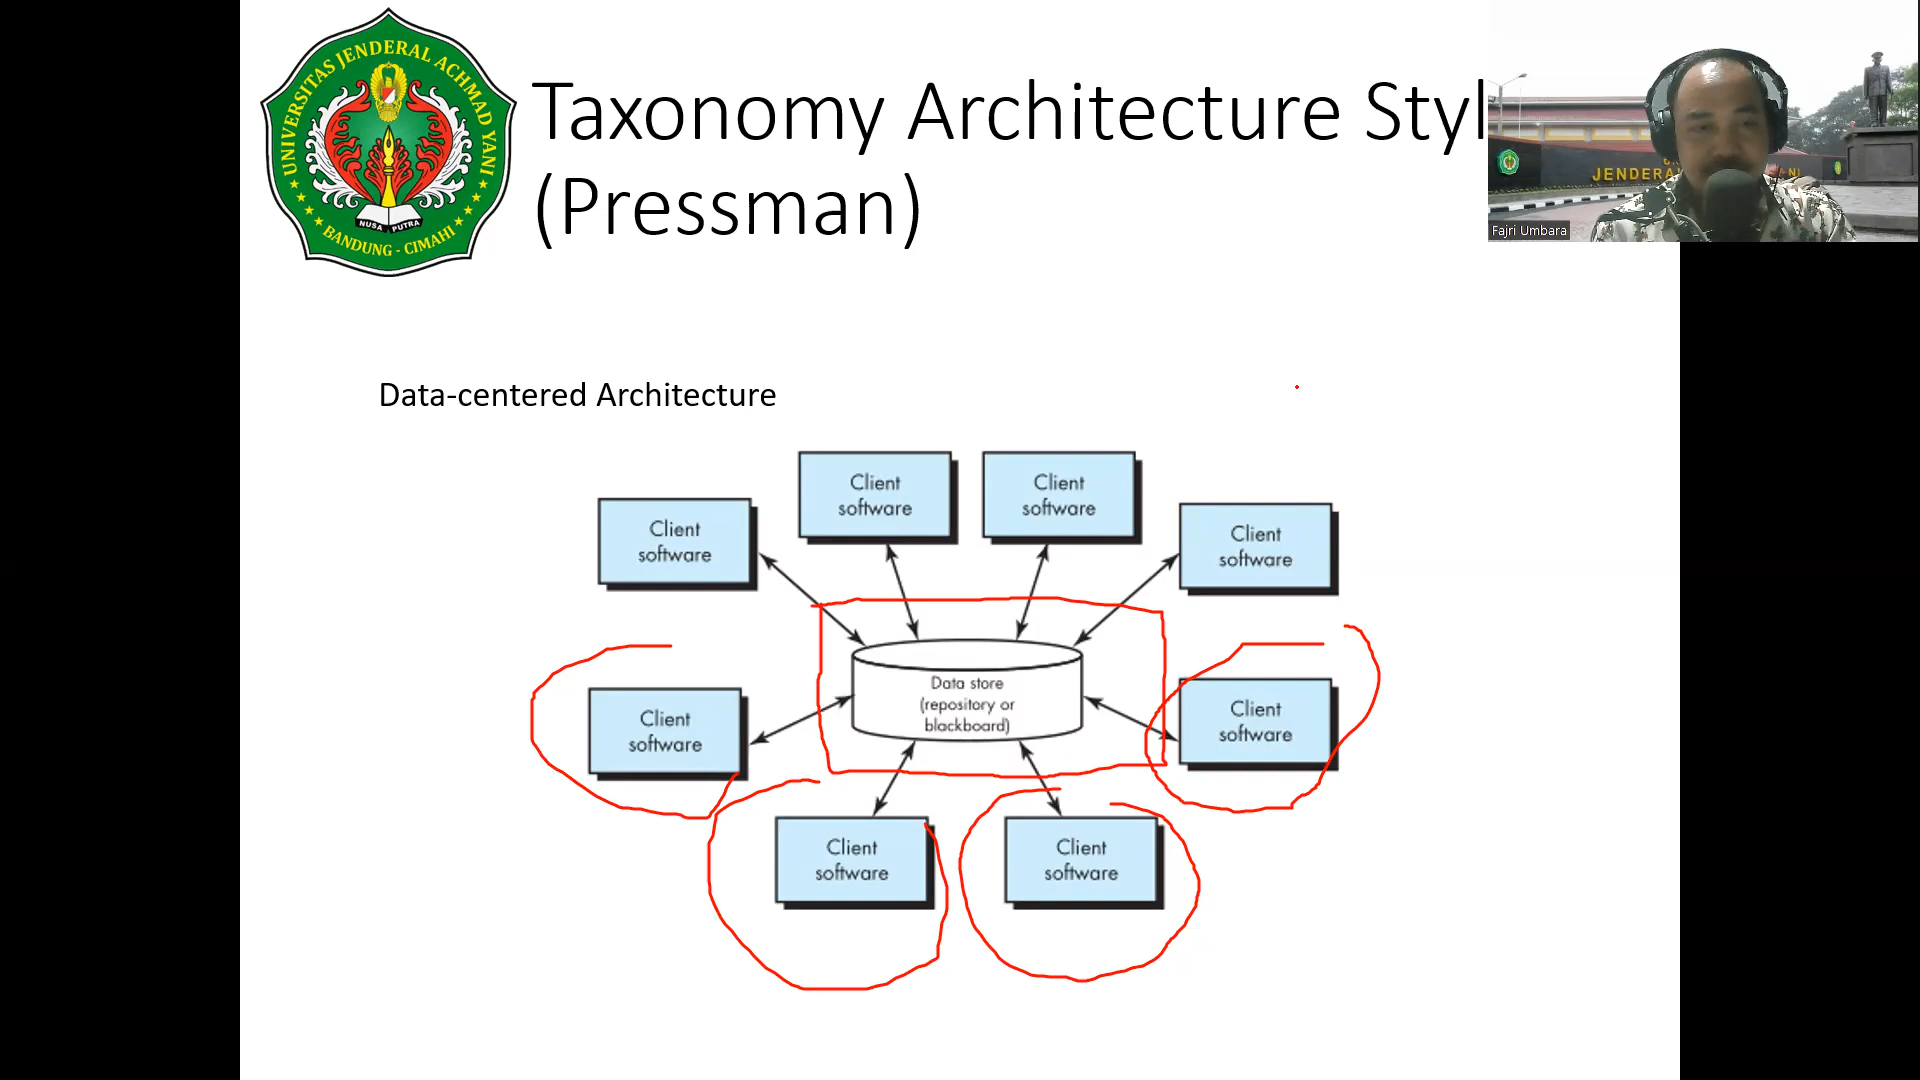 UNIVERSITAS JENDERAL ACHMAD YANI
NUSA PUTRA
BANDUNG - CIMAHI
Taxonomy Architecture Styl
(Pressman)
JENDERA
NI
Fajri Umbara
Data-centered Architecture
Client
software
Client
software
Client
software
Client
software
Client
software
Data store
(repository or
blackboard)
Client
software
Client
software
Client
software